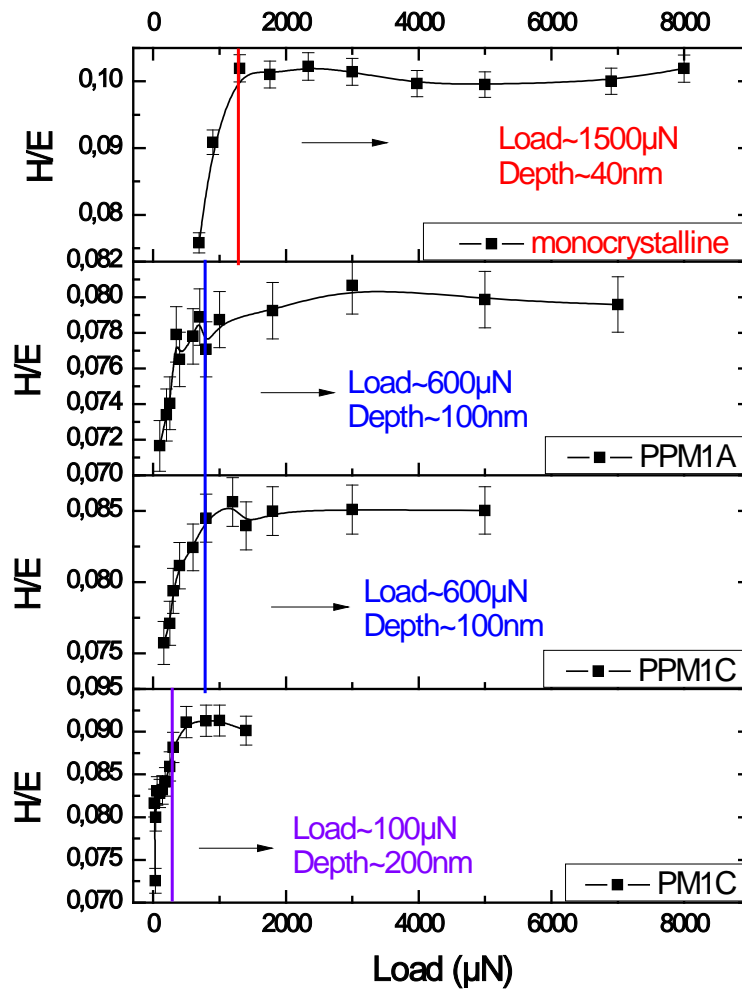 0 2000 4000 6000 8000
0,10
0,09
0,08
H/E
Load~1500µN
Depth~40nm
monocrystalline
0,082
0,080
0,078
0,076
0,074
0,072
0,070
H/E
Load~600µN
Depth~100nm
PPM1A
0,085
0,080
0,075
H/E
Load~600µN
Depth~100nm
PPM1C
0,095
0,090
0,085
0,080
0,075
0,070
H/E
Load~100µN
Depth~200nm
PM1C
0 2000 4000 6000 8000
Load (µN)